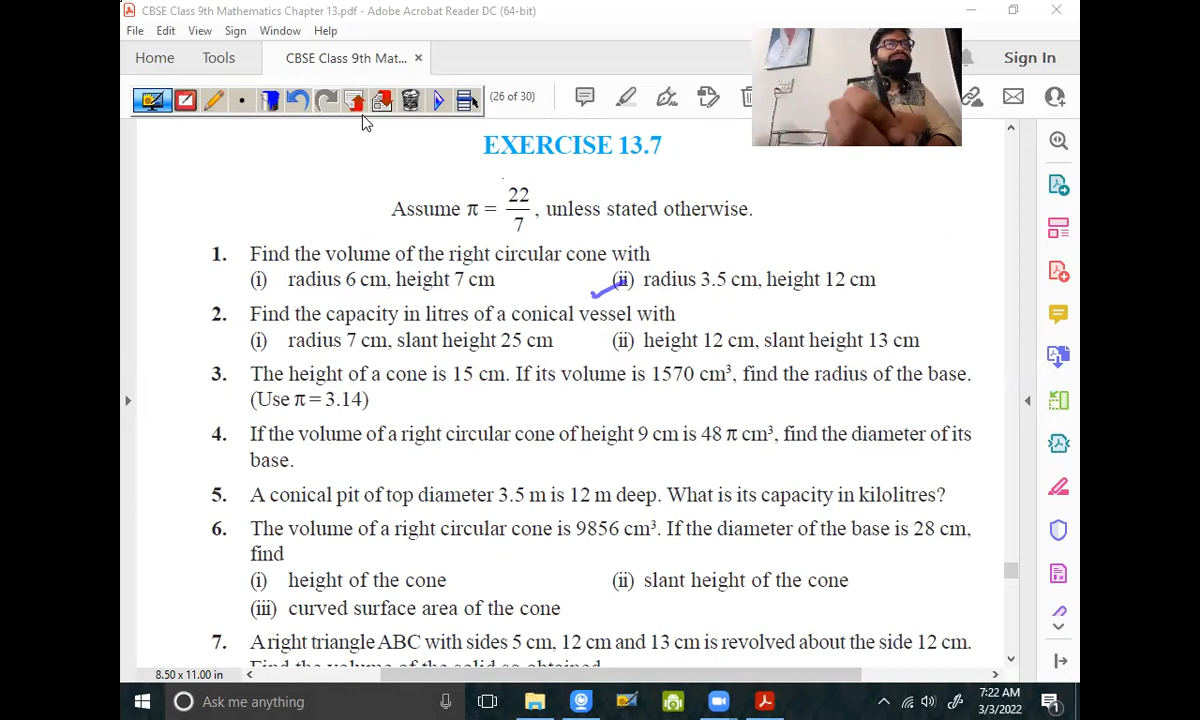 CBSE Class 9th Mathematics Chapter 13.pdf - Adobe Acrobat Reader DC (64-bit)
File Edit View Sign Window Help
Home Tools CBSE Class 9th Mat... × Sign In
(26 of 30)
EXERCISE 13.7
Assume π = 22/7, unless stated otherwise.
1. Find the volume of the right circular cone with
(i) radius 6 cm, height 7 cm (ii) radius 3.5 cm, height 12 cm
2. Find the capacity in litres of a conical vessel with
(i) radius 7 cm, slant height 25 cm (ii) height 12 cm, slant height 13 cm
3. The height of a cone is 15 cm. If its volume is 1570 cm³, find the radius of the base.
(Use π = 3.14)
4. If the volume of a right circular cone of height 9 cm is 48 π cm³, find the diameter of its
base.
5. A conical pit of top diameter 3.5 m is 12 m deep. What is its capacity in kilolitres?
6. The volume of a right circular cone is 9856 cm³. If the diameter of the base is 28 cm,
find
(i) height of the cone (ii) slant height of the cone
(iii) curved surface area of the cone
7. A right triangle ABC with sides 5 cm, 12 cm and 13 cm is revolved about the side 12 cm.
Find the volume of the solid so obtained
8.50 x 11.00 in
Ask me anything
7:22 AM
3/3/2022
1